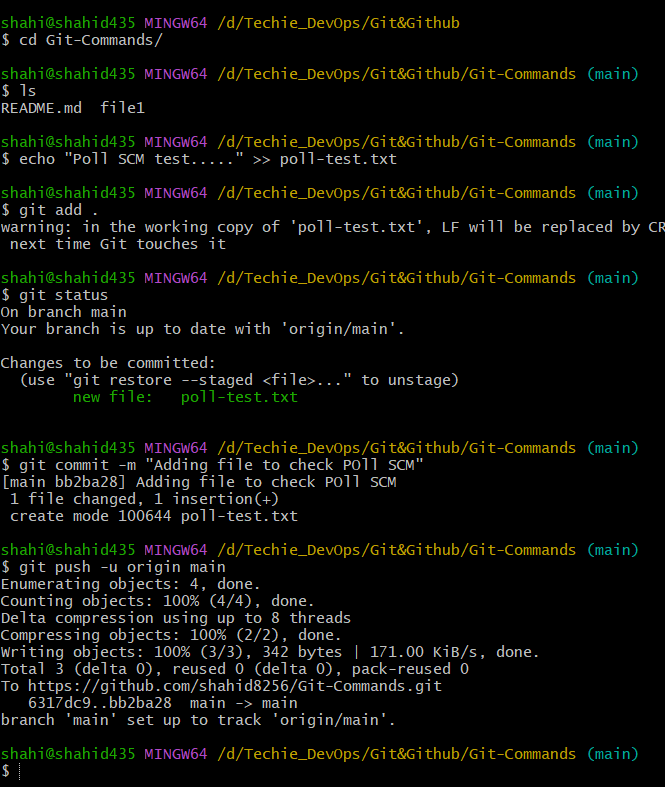 shahi@shahid435 MINGW64 /d/Techie_DevOps/Git&Github
$ cd Git-Commands/
shahi@shahid435 MINGW64 /d/Techie_DevOps/Git&Github/Git-Commands (main)
$ ls
README.md  file1
shahi@shahid435 MINGW64 /d/Techie_DevOps/Git&Github/Git-Commands (main)
$ echo "Poll SCM test....." >> poll-test.txt
shahi@shahid435 MINGW64 /d/Techie_DevOps/Git&Github/Git-Commands (main)
$ git add .
warning: in the working copy of 'poll-test.txt', LF will be replaced by CR
 next time Git touches it
shahi@shahid435 MINGW64 /d/Techie_DevOps/Git&Github/Git-Commands (main)
$ git status
On branch main
Your branch is up to date with 'origin/main'.
Changes to be committed:
  (use "git restore --staged <file>..." to unstage)
        new file:   poll-test.txt
shahi@shahid435 MINGW64 /d/Techie_DevOps/Git&Github/Git-Commands (main)
$ git commit -m "Adding file to check POll SCM"
[main bb2ba28] Adding file to check POll SCM
 1 file changed, 1 insertion(+)
 create mode 100644 poll-test.txt
shahi@shahid435 MINGW64 /d/Techie_DevOps/Git&Github/Git-Commands (main)
$ git push -u origin main
Enumerating objects: 4, done.
Counting objects: 100% (4/4), done.
Delta compression using up to 8 threads
Compressing objects: 100% (2/2), done.
Writing objects: 100% (3/3), 342 bytes | 171.00 KiB/s, done.
Total 3 (delta 0), reused 0 (delta 0), pack-reused 0
To https://github.com/shahid8256/Git-Commands.git
   6317dc9..bb2ba28  main -> main
branch 'main' set up to track 'origin/main'.
shahi@shahid435 MINGW64 /d/Techie_DevOps/Git&Github/Git-Commands (main)
$